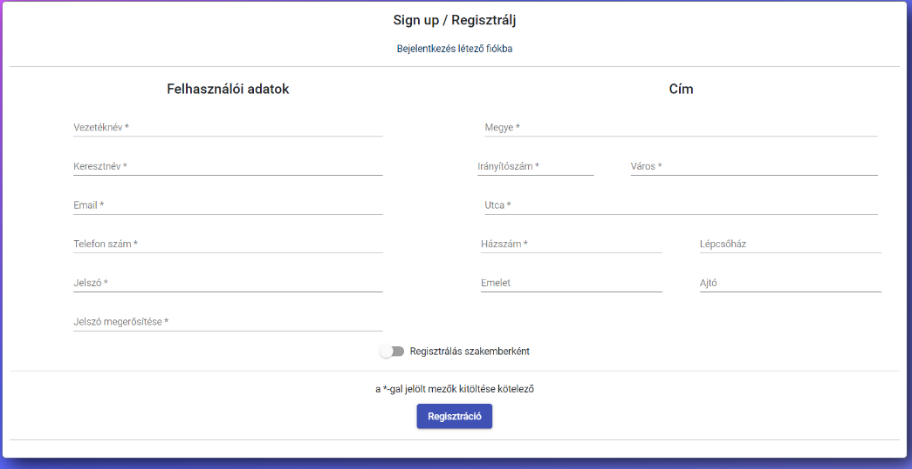 Sign up / Regisztrálj
Bejelentkezés létező fiókba
Felhasználói adatok
Vezetéknév *
Keresztnév *
Email *
Telefon szám *
Jelszó *
Jelszó megerősítése *
Cím
Megye *
Irányítószám * Város *
Utca *
Házszám * Lépcsőház
Emelet Ajtó
Regisztrálás szakemberként
a *-gal jelölt mezők kitöltése kötelező
Regisztráció